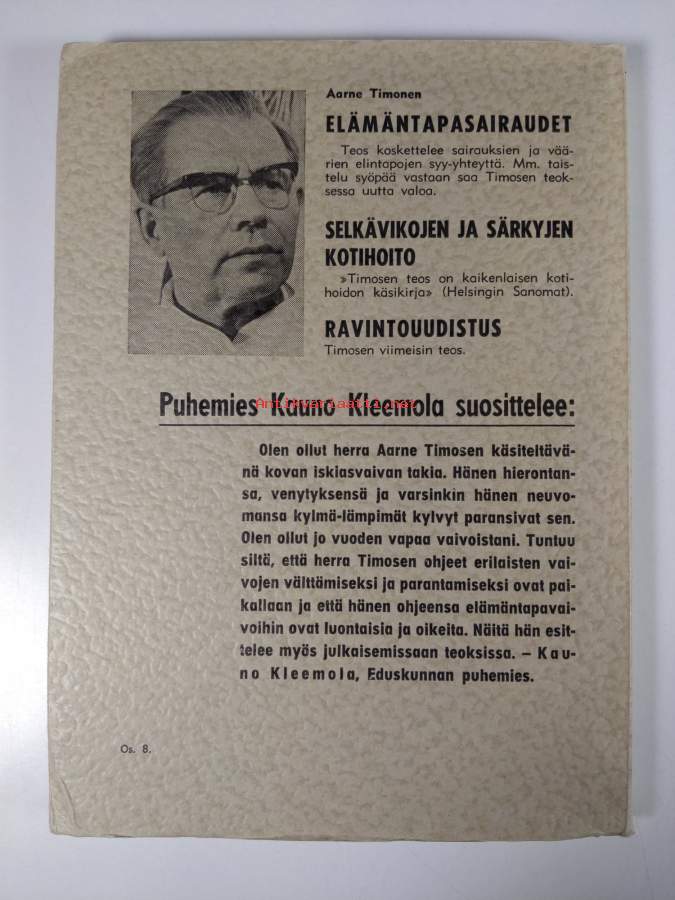 Aarne Timonen
ELÄMÄNTAPASAIRAUDET
Teos koskettelee sairauksien ja vää-
rien elintapojen syy-yhteyttä. Mm. tais-
telu syöpää vastaan saa Timosen teok-
sessa uutta valoa.
SELKÄVIKOJEN JA SÄRKYJEN
KOTIHOITO
»Timosen teos on kaikenlaisen koti-
hoidon käsikirja» (Helsingin Sanomat).
RAVINTOUUDISTUS
Timosen viimeisin teos.
Puhemies Kauno Kleemola suosittelee:
Antikvariaatti.net
Olen ollut herra Aarne Timosen käsiteltävä-
nä kovan iskiasvaivan takia. Hänen hierontan-
sa, venytyksensä ja varsinkin hänen neuvo-
mansa kylmä-lämpimät kylvyt paransivat sen.
Olen ollut jo vuoden vapaa vaivoistani. Tuntuu
siltä, että herra Timosen ohjeet erilaisten vai-
vojen välttämiseksi ja parantamiseksi ovat pai-
kallaan ja että hänen ohjeensa elämäntapavai-
voihin ovat luontaisia ja oikeita. Näitä hän esit-
telee myös julkaisemissaan teoksissa. – Kau-
no Kleemola, Eduskunnan puhemies.
Os. 8.